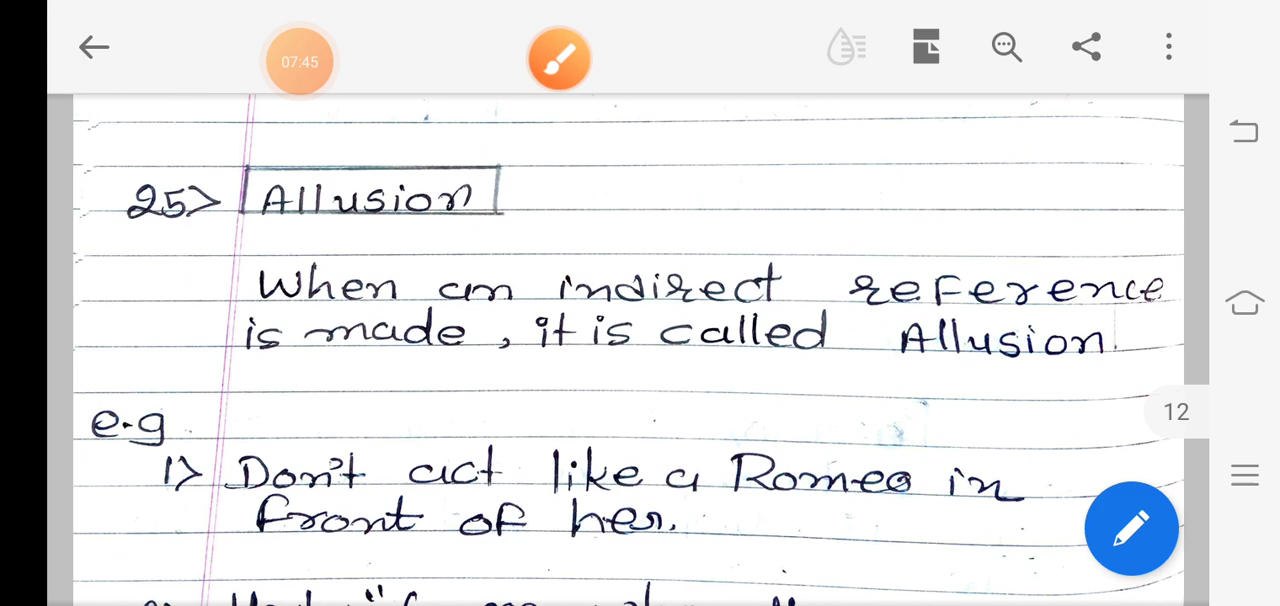 07:45
25> Allusion
When an indirect reference
is made, it is called Allusion.
12
e.g
1> Don't act like a Romeo in
front of her.